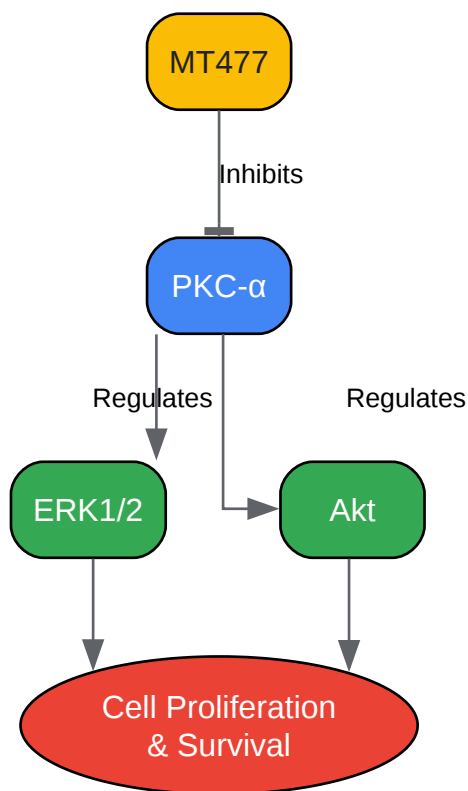 MT477
Inhibits
PKC-α
Regulates
Regulates
ERK1/2
Akt
Cell Proliferation
& Survival